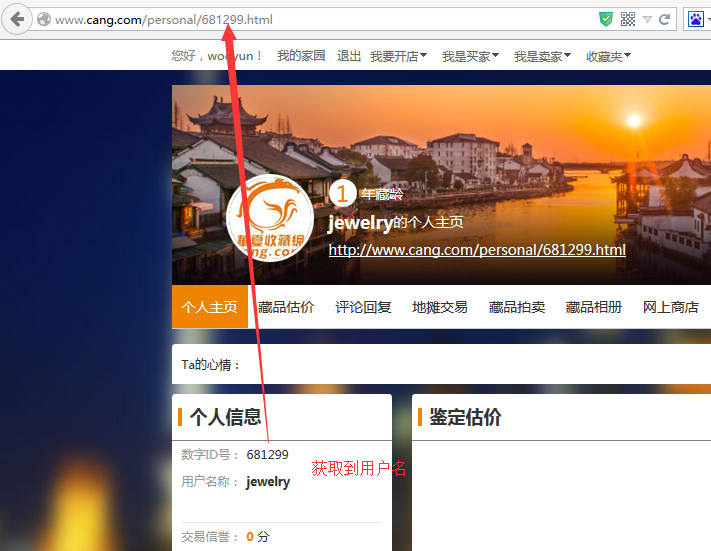 www.cang.com/personal/681299.html
您好，wooyun！ 我的家园 退出 我要开店 我是买家 我是卖家 收藏夹
1 年藏龄
jewelry的个人主页
http://www.cang.com/personal/681299.html
華夏收藏網
个人主页 藏品估价 评论回复 地摊交易 藏品拍卖 藏品相册 网上商店
Ta的心情：
个人信息
数字ID号： 681299
用户名称： jewelry
获取到用户名
交易信誉： 0 分
鉴定估价